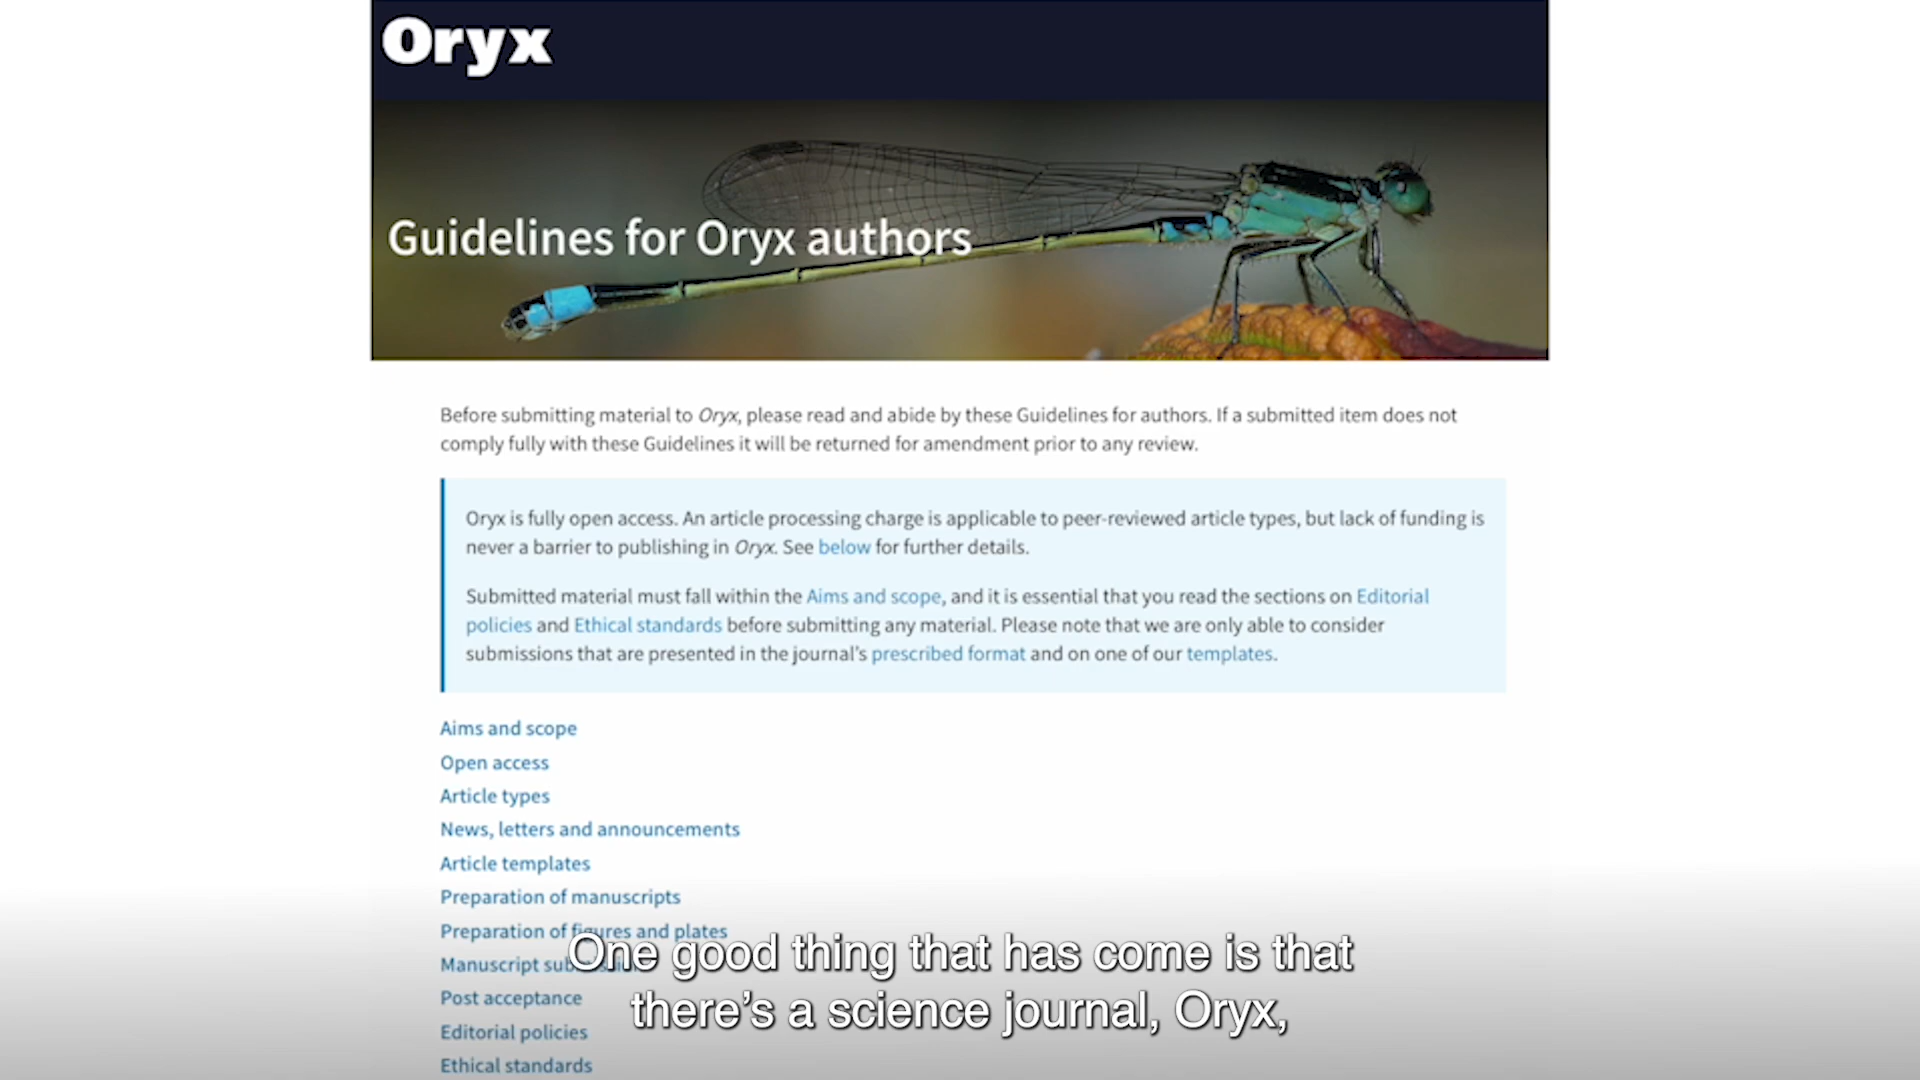 Oryx
Guidelines for Oryx authors
Before submitting material to Oryx, please read and abide by these Guidelines for authors. If a submitted item does not
comply fully with these Guidelines it will be returned for amendment prior to any review.
Oryx is fully open access. An article processing charge is applicable to peer-reviewed article types, but lack of funding is
never a barrier to publishing in Oryx. See below for further details.
Submitted material must fall within the Aims and scope, and it is essential that you read the sections on Editorial
policies and Ethical standards before submitting any material. Please note that we are only able to consider
submissions that are presented in the journal's prescribed format and on one of our templates.
Aims and scope
Open access
Article types
News, letters and announcements
Article templates
Preparation of manuscripts
Preparation of figures and plates
Manuscript submission
Post acceptance
Editorial policies
Ethical standards
One good thing that has come is that
there's a science journal, Oryx,